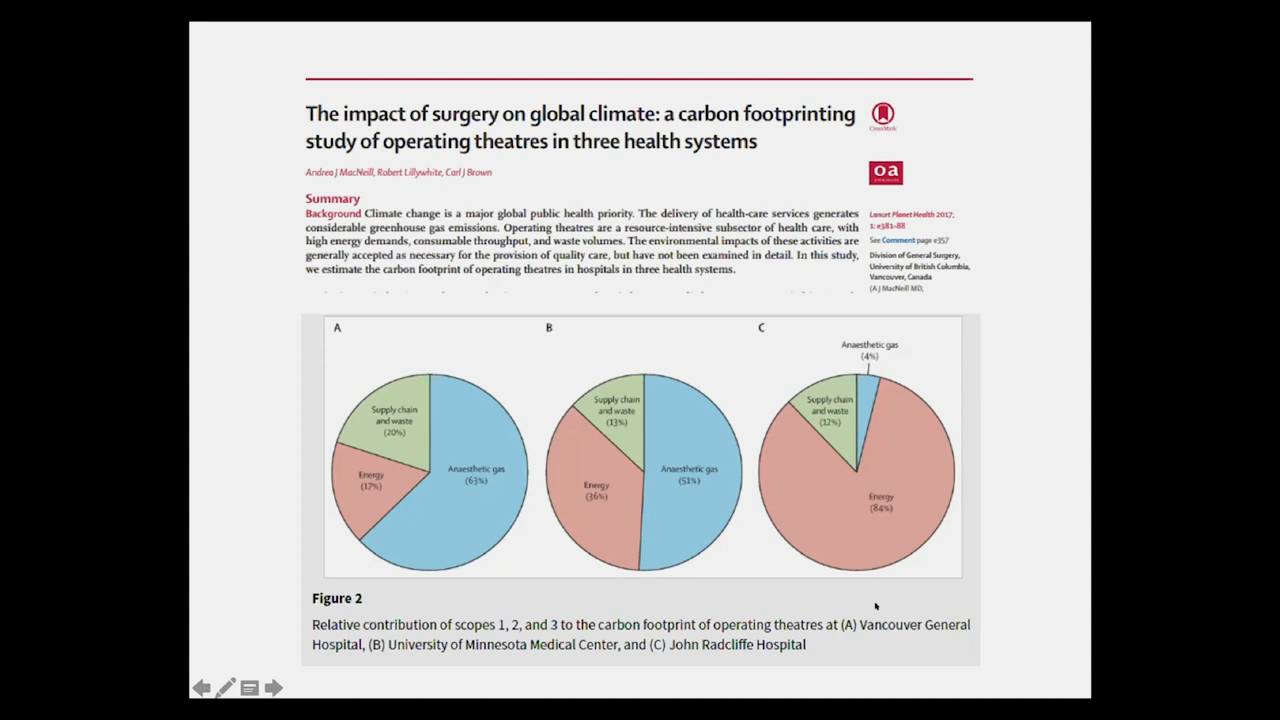 The impact of surgery on global climate: a carbon footprinting
study of operating theatres in three health systems
CrossMark
oa
Andrea J MacNeill, Robert Lillywhite, Carl J Brown
Summary
Background Climate change is a major global public health priority. The delivery of health-care services generates
considerable greenhouse gas emissions. Operating theatres are a resource-intensive subsector of health care, with
high energy demands, consumable throughput, and waste volumes. The environmental impacts of these activities are
generally accepted as necessary for the provision of quality care, but have not been examined in detail. In this study,
we estimate the carbon footprint of operating theatres in hospitals in three health systems.
Lancet Planet Health 2017;
1: e381–88
See Comment page e357
Division of General Surgery,
University of British Columbia,
Vancouver, Canada
(A J MacNeill MD,
A
Supply chain
and waste
(20%)
Energy
(17%)
Anaesthetic gas
(63%)
B
Supply chain
and waste
(13%)
Energy
(36%)
Anaesthetic gas
(51%)
C
Anaesthetic gas
(4%)
Supply chain
and waste
(12%)
Energy
(84%)
Figure 2
Relative contribution of scopes 1, 2, and 3 to the carbon footprint of operating theatres at (A) Vancouver General
Hospital, (B) University of Minnesota Medical Center, and (C) John Radcliffe Hospital